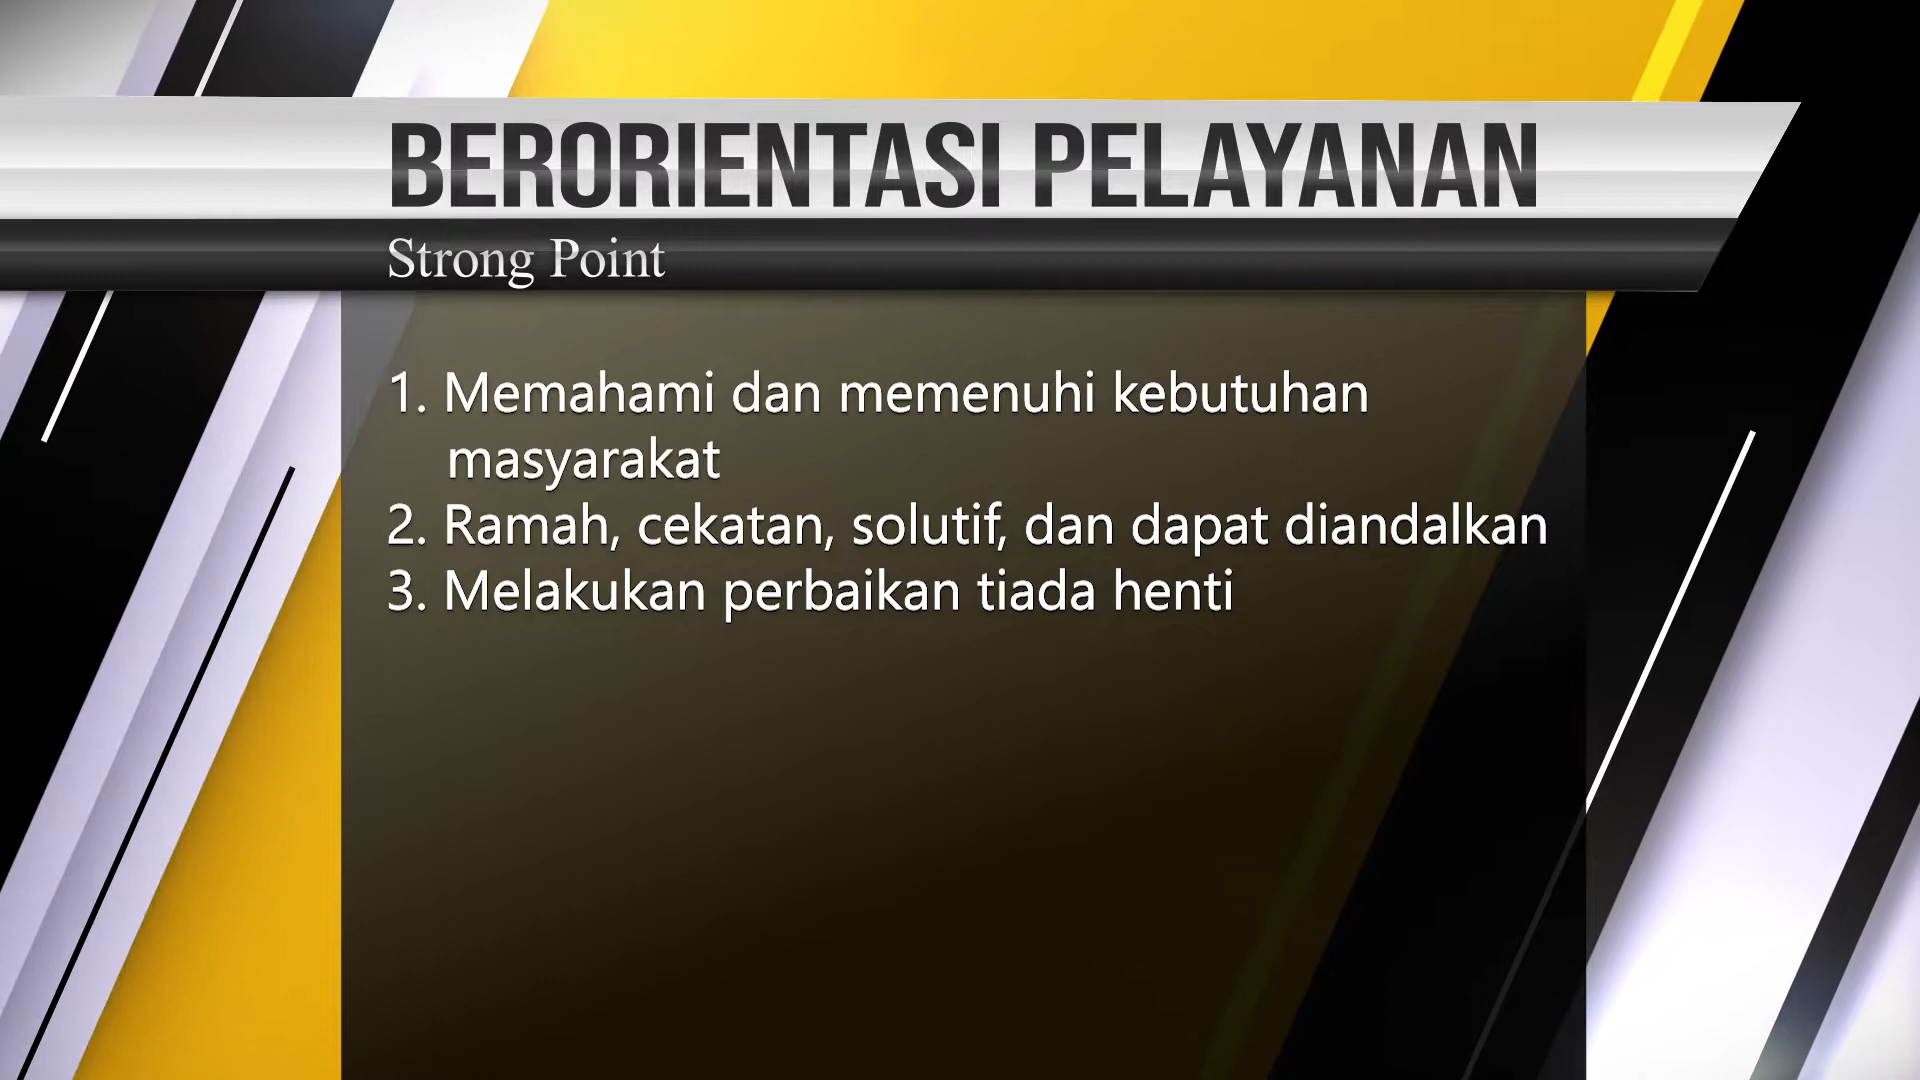 BERORIENTASI PELAYANAN
Strong Point
1. Memahami dan memenuhi kebutuhan
masyarakat
2. Ramah, cekatan, solutif, dan dapat diandalkan
3. Melakukan perbaikan tiada henti